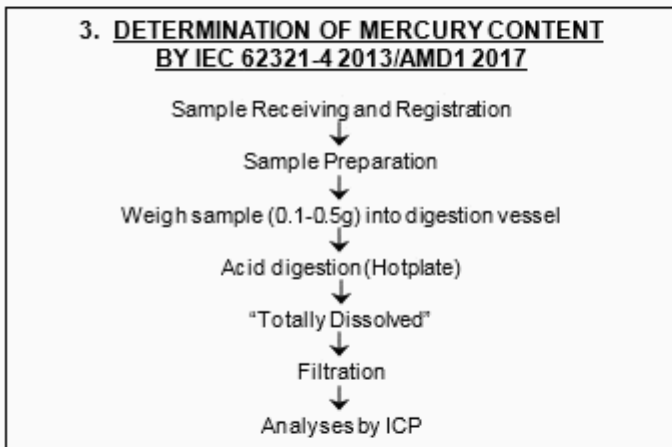 3. DETERMINATION OF MERCURY CONTENT
BY IEC 62321-4 2013/AMD1 2017
Sample Receiving and Registration
Sample Preparation
Weigh sample (0.1-0.5g) into digestion vessel
Acid digestion (Hotplate)
“Totally Dissolved”
Filtration
Analyses by ICP